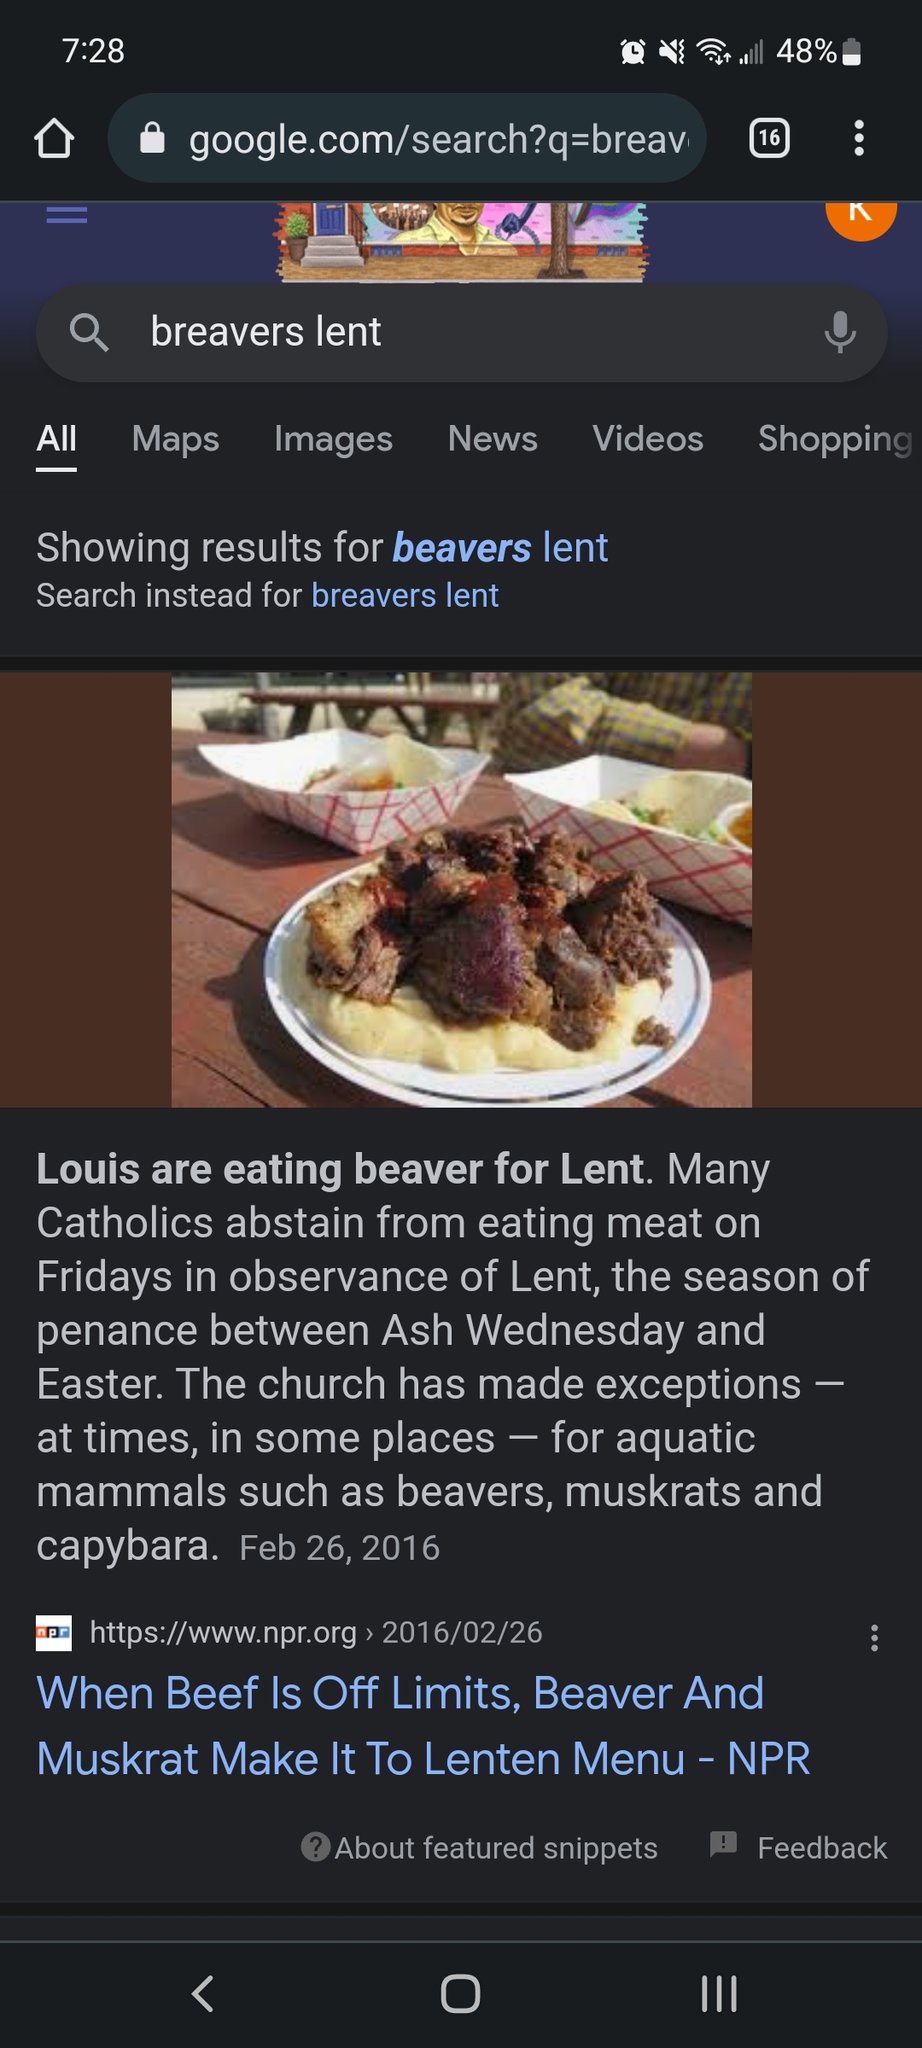 7:28
48%
google.com/search?q=breav
16
K
breavers lent
All Maps Images News Videos Shopping
Showing results for beavers lent
Search instead for breavers lent
Louis are eating beaver for Lent. Many
Catholics abstain from eating meat on
Fridays in observance of Lent, the season of
penance between Ash Wednesday and
Easter. The church has made exceptions —
at times, in some places — for aquatic
mammals such as beavers, muskrats and
capybara. Feb 26, 2016
npr https://www.npr.org › 2016/02/26
When Beef Is Off Limits, Beaver And
Muskrat Make It To Lenten Menu - NPR
About featured snippets Feedback